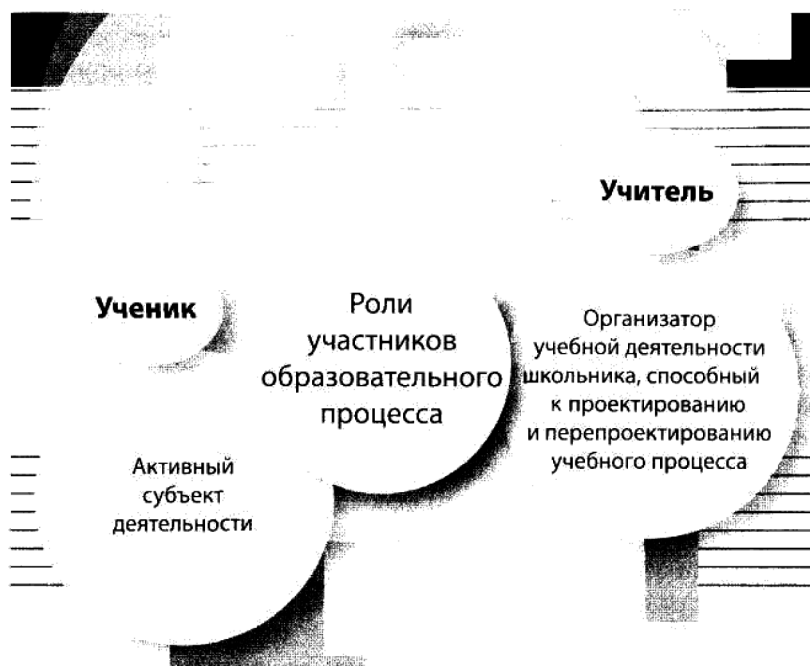 Учитель
Ученик
Роли
участников
образовательного
процесса
Организатор
учебной деятельности
школьника, способный
к проектированию
и перепроектированию
учебного процесса
Активный
субъект
деятельности